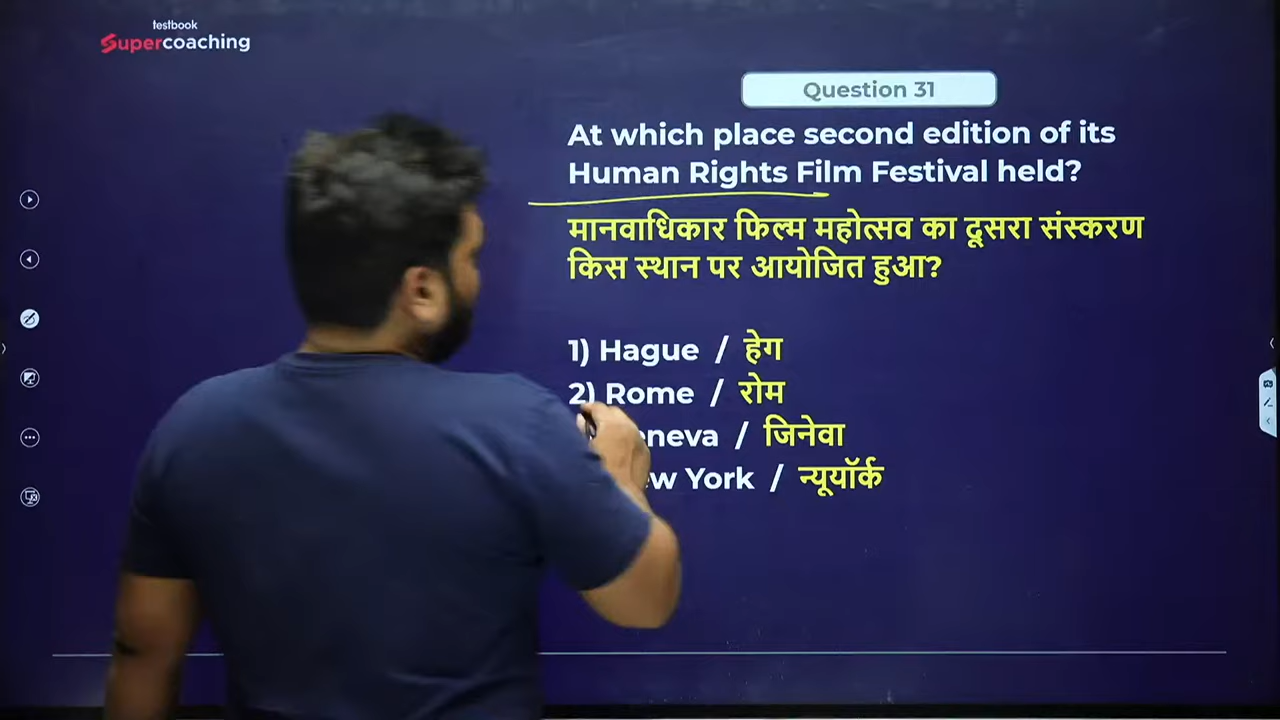 testbook
Supercoaching
Question 31
At which place second edition of its
Human Rights Film Festival held?
मानवाधिकार फिल्म महोत्सव का दूसरा संस्करण
किस स्थान पर आयोजित हुआ?
1) Hague / हेग
2) Rome / रोम
eneva / जिनेवा
w York / न्यूयॉर्क